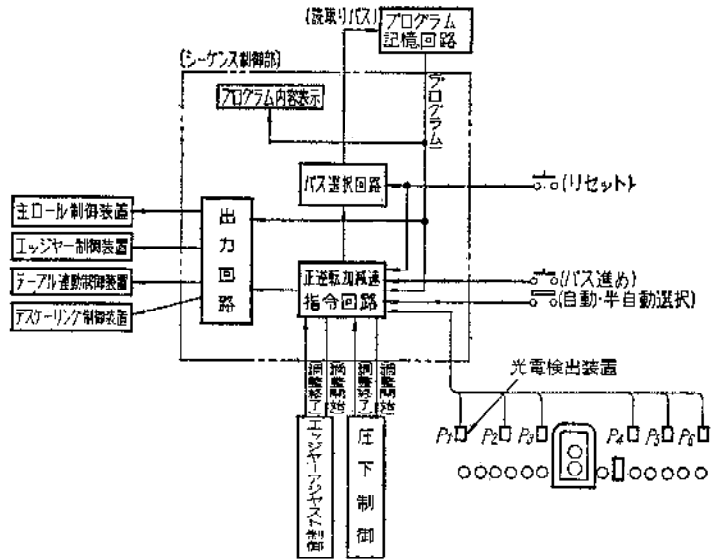 (読取りパス)
プログラム
記憶回路
(シーケンス制御部)
(プログラム)
プログラム内容表示
パス選択回路
(リセット)
主ロール制御装置
エッジャー制御装置
テーブル連動制御装置
デスケーリング制御装置
出力回路
正逆転加減速
指令回路
(パス進め)
(自動・半自動選択)
(調整終了)
(調整開始)
(調整終了)
(調整開始)
エッジャーアジャスト制御
圧下制御
光電検出装置
P1
P2
P3
P4
P5
P6